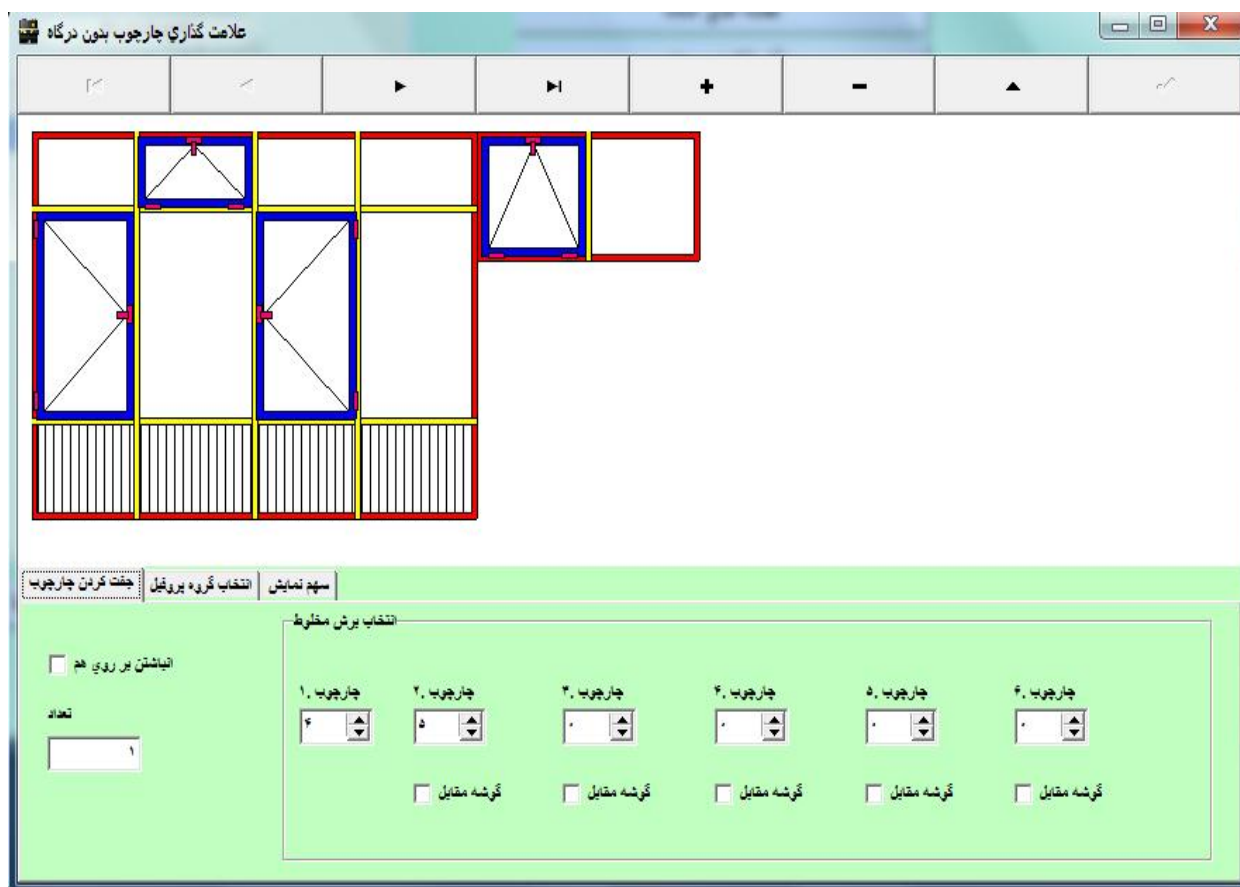 علامت گذاري چارچوب بدون درگاه
جفت كردن چارچوب
انتخاب گروه پروفيل
سهم نمايش
انتخاب برش مخلوط
انباشتن بر روي هم
تعداد
۱
چارچوب .۱
چارچوب .۲
چارچوب .۳
چارچوب .۴
چارچوب .۵
چارچوب .۶
۴
۵
۰
۰
۰
۰
گوشه مقابل
گوشه مقابل
گوشه مقابل
گوشه مقابل
گوشه مقابل